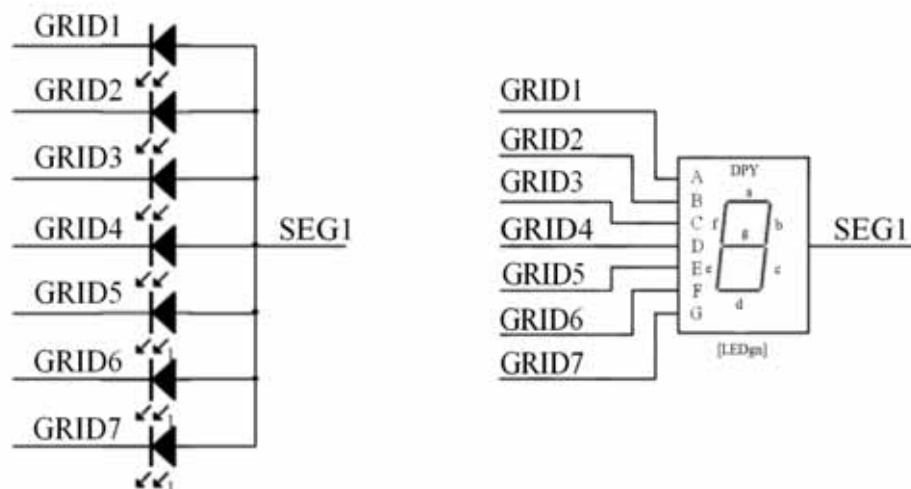 GRID1
GRID2
GRID3
GRID4
GRID5
GRID6
GRID7
SEG1
GRID1
GRID2
GRID3
GRID4
GRID5
GRID6
GRID7
DPY
A
B
C
D
E
F
G
a
f
b
g
e
c
d
SEG1
[LEDgn]